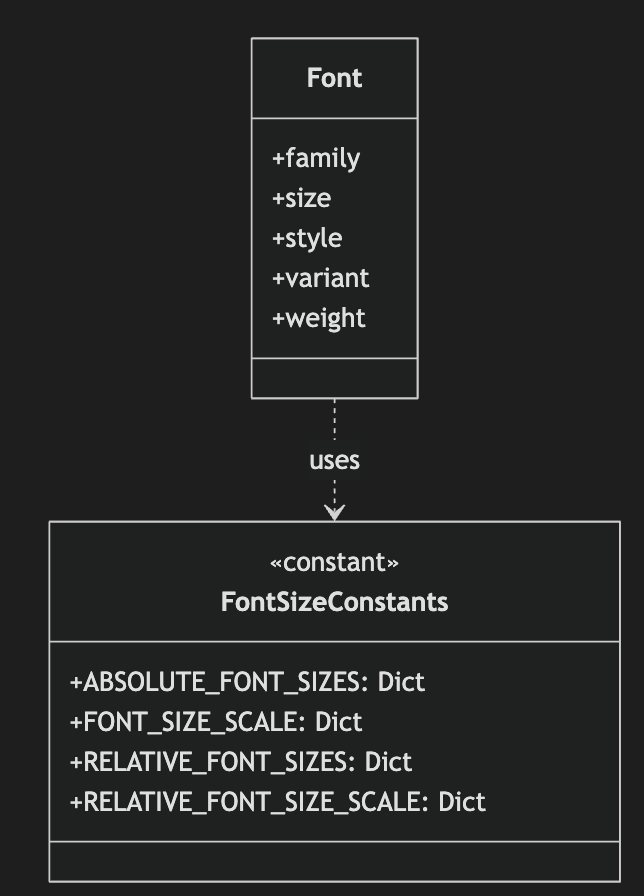 Font
+family
+size
+style
+variant
+weight
uses
«constant»
FontSizeConstants
+ABSOLUTE_FONT_SIZES: Dict
+FONT_SIZE_SCALE: Dict
+RELATIVE_FONT_SIZES: Dict
+RELATIVE_FONT_SIZE_SCALE: Dict